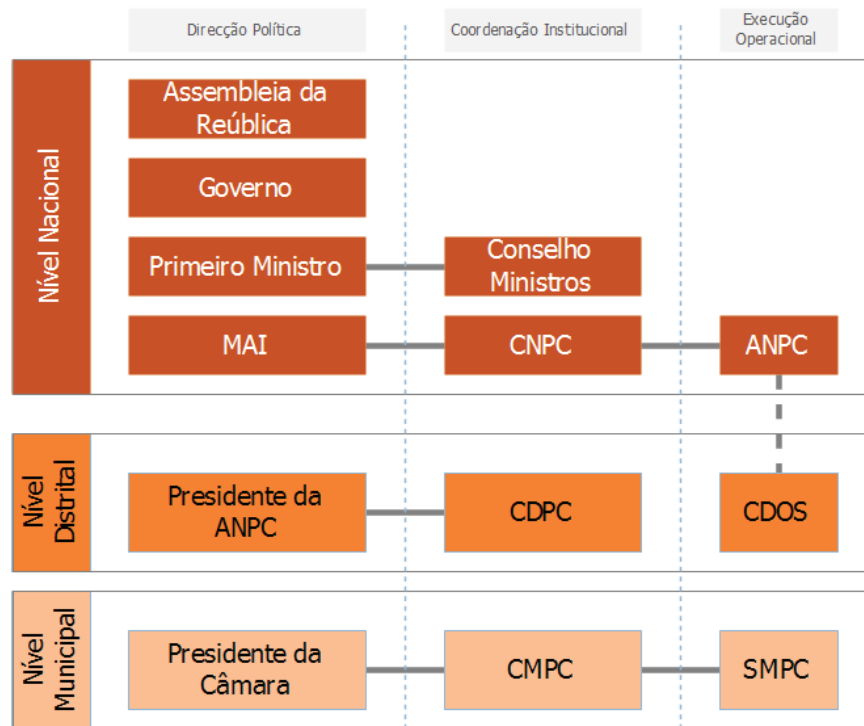 Direcção Política
Coordenação Institucional
Execução
Operacional
Nível Nacional
Assembleia da
Reública
Governo
Primeiro Ministro
Conselho
Ministros
MAI
CNPC
ANPC
Nível
Distrital
Presidente da
ANPC
CDPC
CDOS
Nível
Municipal
Presidente da
Câmara
CMPC
SMPC